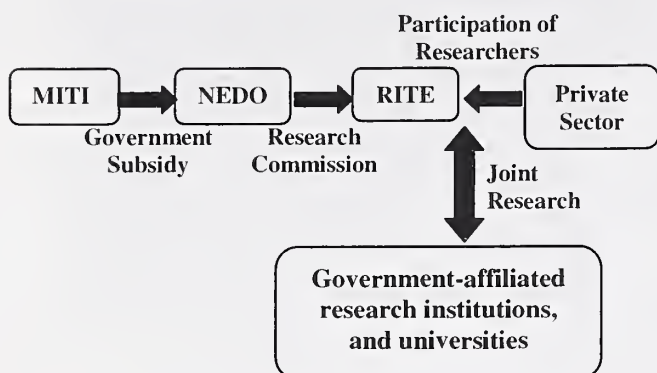 Participation of
Researchers
MITI
NEDO
RITE
Private
Sector
Government
Subsidy
Research
Commission
Joint
Research
Government-affiliated
research institutions,
and universities